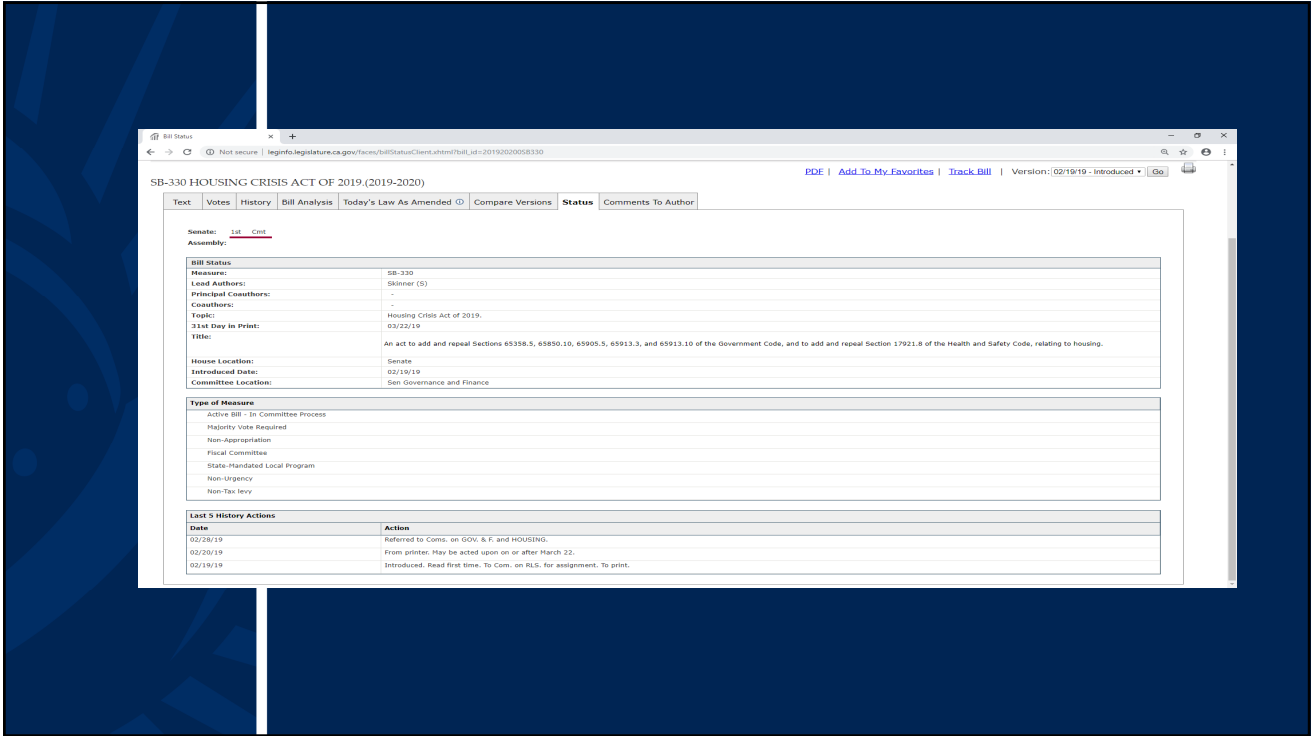 Bill Status
Not secure | leginfo.legislature.ca.gov/faces/billStatusClient.xhtml?bill_id=201920200SB330
PDF | Add To My Favorites | Track Bill | Version: 02/19/19 - Introduced Go
SB-330 HOUSING CRISIS ACT OF 2019.(2019-2020)
Text Votes History Bill Analysis Today's Law As Amended Compare Versions Status Comments To Author
Senate: 1st Cmt
Assembly:
Bill Status
Measure: SB-330
Lead Authors: Skinner (S)
Principal Coauthors: -
Coauthors: -
Topic: Housing Crisis Act of 2019.
31st Day in Print: 03/22/19
Title: An act to add and repeal Sections 65358.5, 65850.10, 65905.5, 65913.3, and 65913.10 of the Government Code, and to add and repeal Section 17921.8 of the Health and Safety Code, relating to housing.
House Location: Senate
Introduced Date: 02/19/19
Committee Location: Sen Governance and Finance
Type of Measure
Active Bill - In Committee Process
Majority Vote Required
Non-Appropriation
Fiscal Committee
State-Mandated Local Program
Non-Urgency
Non-Tax levy
Last 5 History Actions
Date Action
02/28/19 Referred to Coms. on GOV. & F. and HOUSING.
02/20/19 From printer. May be acted upon on or after March 22.
02/19/19 Introduced. Read first time. To Com. on RLS. for assignment. To print.